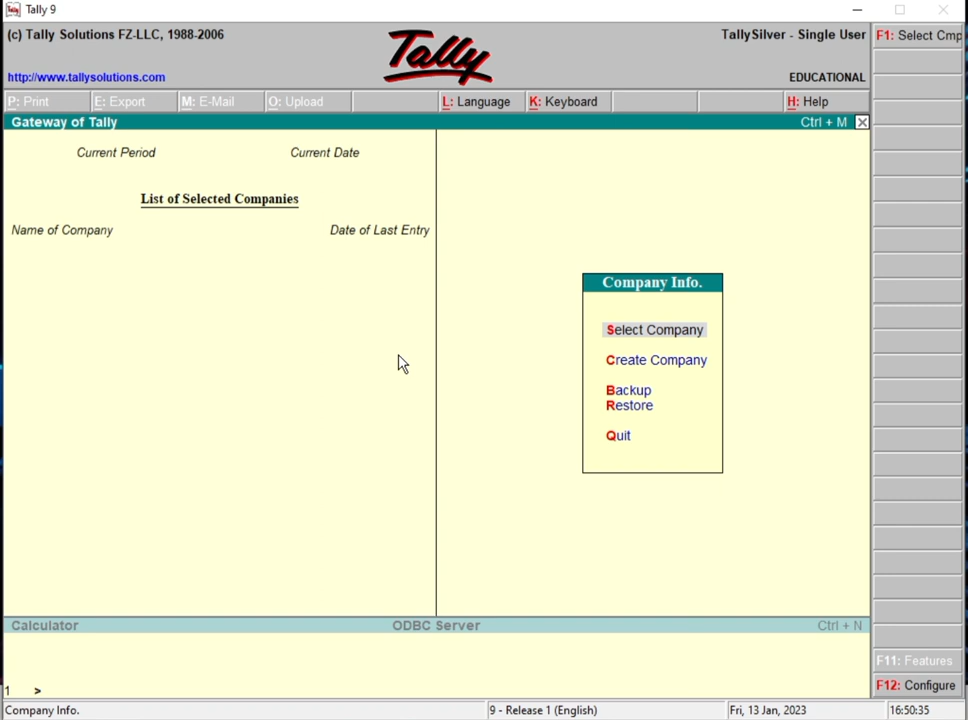 Tally 9
(c) Tally Solutions FZ-LLC, 1988-2006
Tally
TallySilver - Single User
F1: Select Cmp
http://www.tallysolutions.com
EDUCATIONAL
P: Print E: Export M: E-Mail O: Upload L: Language K: Keyboard H: Help
Gateway of Tally Ctrl + M
Current Period Current Date
List of Selected Companies
Name of Company Date of Last Entry
Company Info.
Select Company
Create Company
Backup
Restore
Quit
Calculator ODBC Server Ctrl + N
F11: Features
1 >
F12: Configure
Company Info. 9 - Release 1 (English) Fri, 13 Jan, 2023 16:50:35